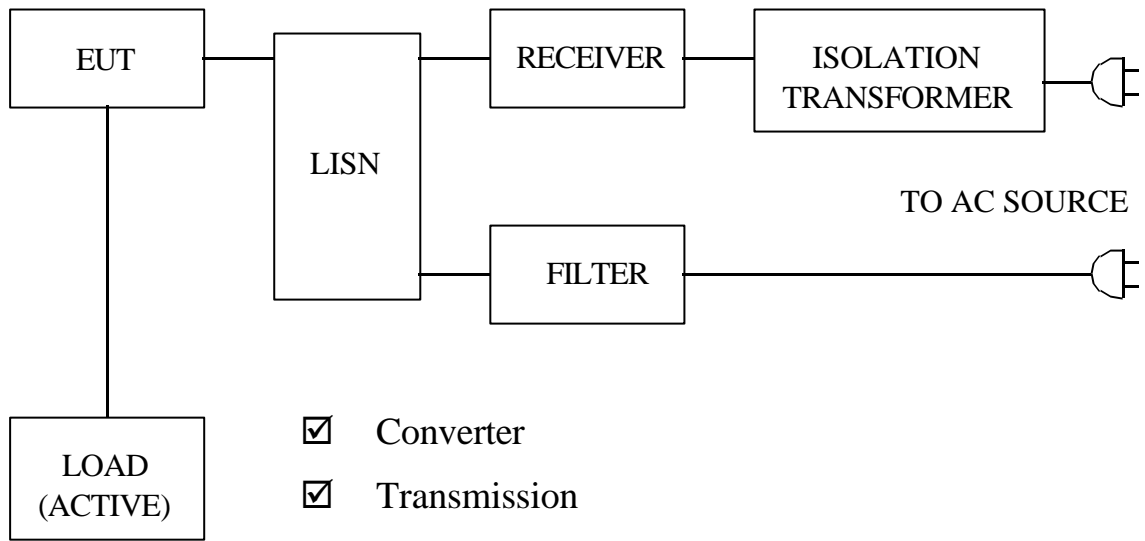 EUT
LISN
RECEIVER
ISOLATION
TRANSFORMER
TO AC SOURCE
FILTER
LOAD
(ACTIVE)
☑ Converter
☑ Transmission